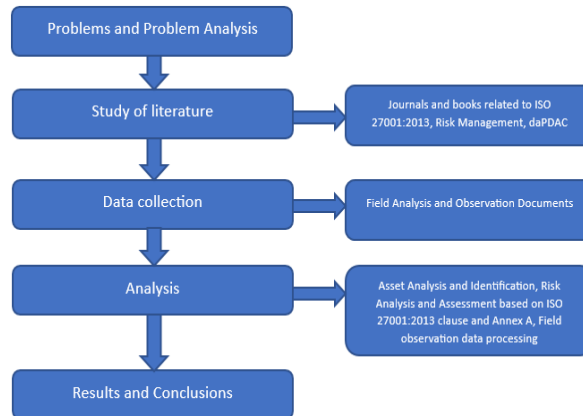 Problems and Problem Analysis
Study of literature
Journals and books related to ISO
27001:2013, Risk Management, daPDAC
Data collection
Field Analysis and Observation Documents
Analysis
Asset Analysis and Identification, Risk
Analysis and Assessment based on ISO
27001:2013 clause and Annex A, Field
observation data processing
Results and Conclusions